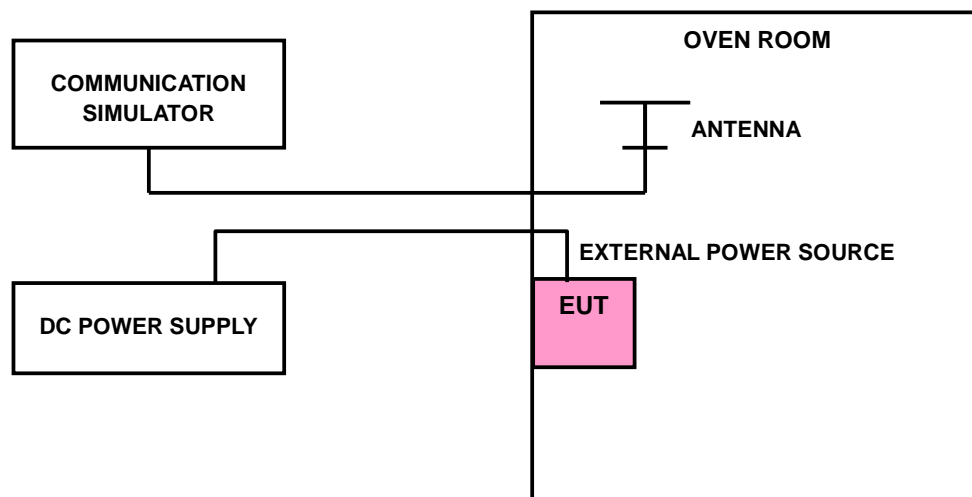 OVEN ROOM
COMMUNICATION
SIMULATOR
ANTENNA
EXTERNAL POWER SOURCE
EUT
DC POWER SUPPLY